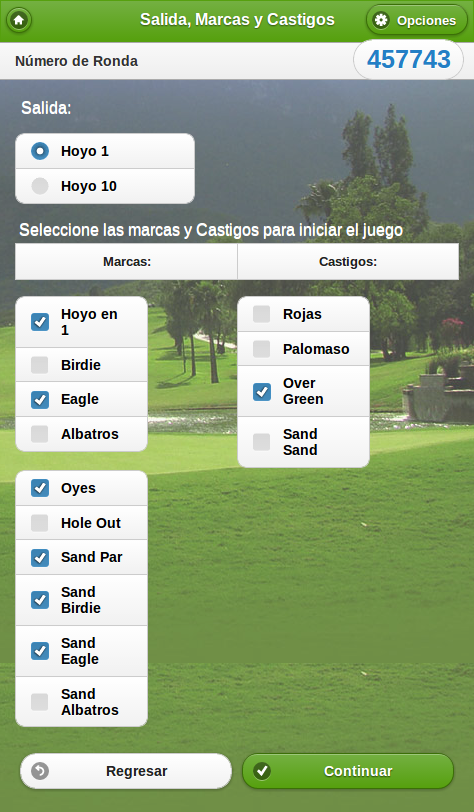 Salida, Marcas y Castigos
Opciones
Número de Ronda
457743
Salida:
Hoyo 1
Hoyo 10
Seleccione las marcas y Castigos para iniciar el juego
Marcas:
Castigos:
Hoyo en
1
Birdie
Eagle
Albatros
Rojas
Palomaso
Over
Green
Sand
Sand
Oyes
Hole Out
Sand Par
Sand
Birdie
Sand
Eagle
Sand
Albatros
Regresar
Continuar